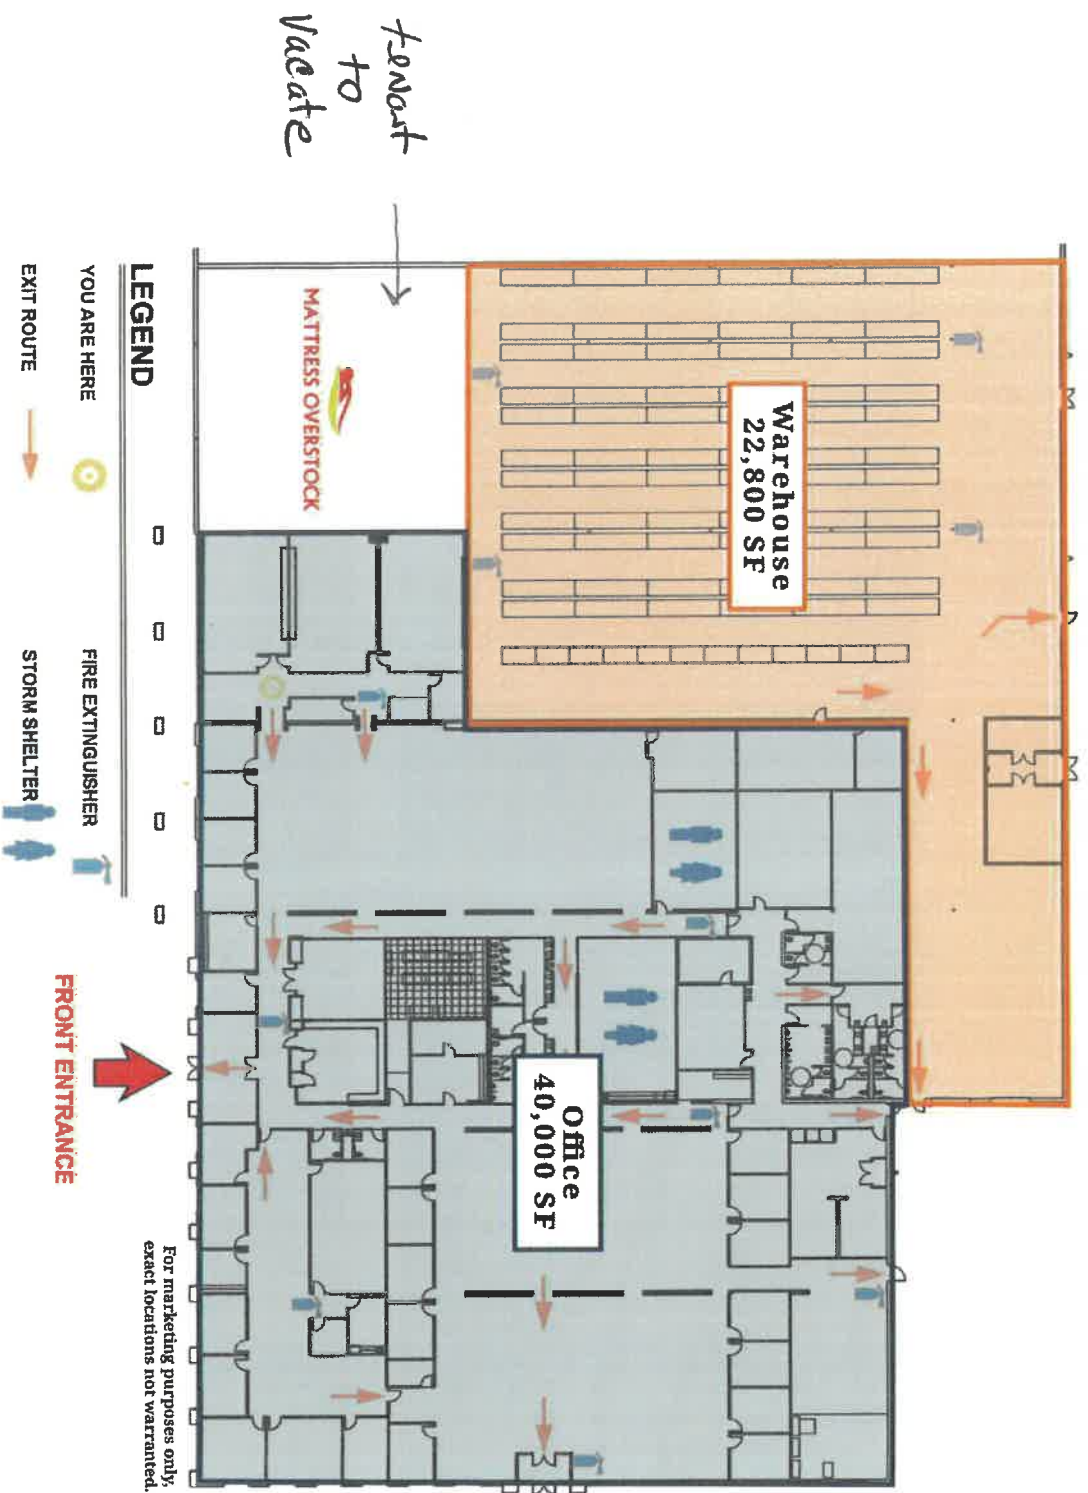 tenant
to
Vacate
MATTRESS OVERSTOCK
Warehouse
22,800 SF
Office
40,000 SF
LEGEND
YOU ARE HERE
FIRE EXTINGUISHER
EXIT ROUTE
STORM SHELTER
FRONT ENTRANCE
For marketing purposes only,
exact locations not warranted.